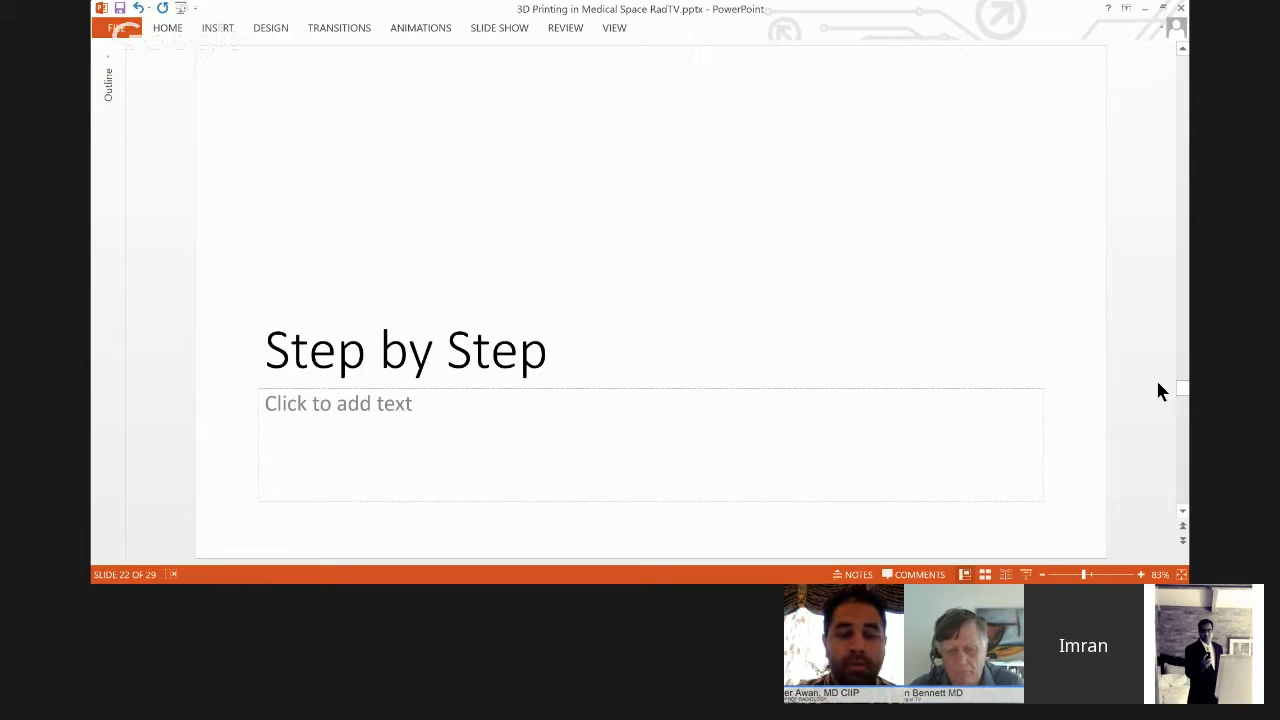 3D Printing in Medical Space RadTV.pptx - PowerPoint
FILE HOME INSERT DESIGN TRANSITIONS ANIMATIONS SLIDE SHOW REVIEW VIEW
Google
Outline
Step by Step
Click to add text
SLIDE 22 OF 29
NOTES COMMENTS 83%
Imran
er Awan, MD CIIP
n Bennett MD